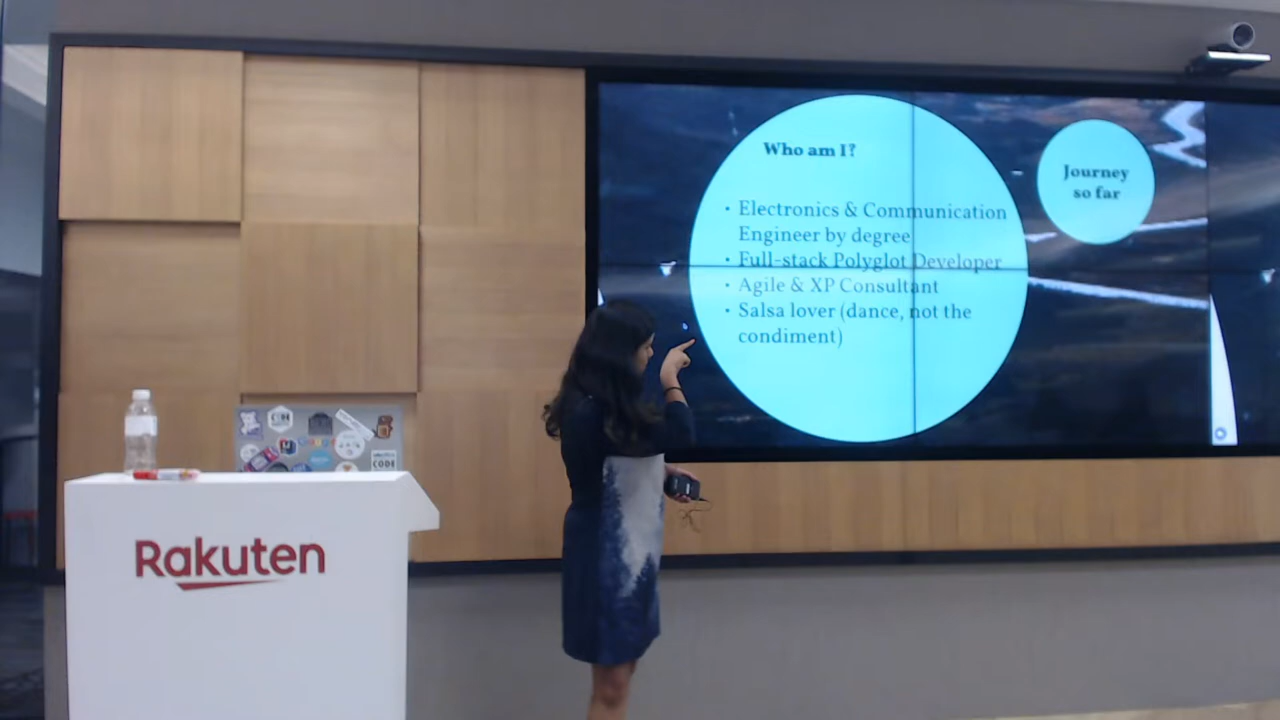 Who am I?
• Electronics & Communication
Engineer by degree
• Full-stack Polyglot Developer
• Agile & XP Consultant
• Salsa lover (dance, not the
condiment)
Journey
so far
CODE
Rakuten